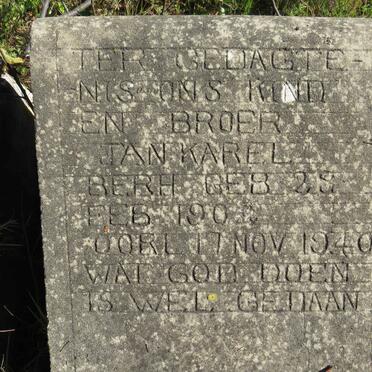 TER GEDAGTE-
NIS ONS KIND
EN BROER
JAN KAREL
BERH GEB 28
FEB 190
OORL 17 NOV 1940
WAT GOD DOEN
IS WEL GEDAAN